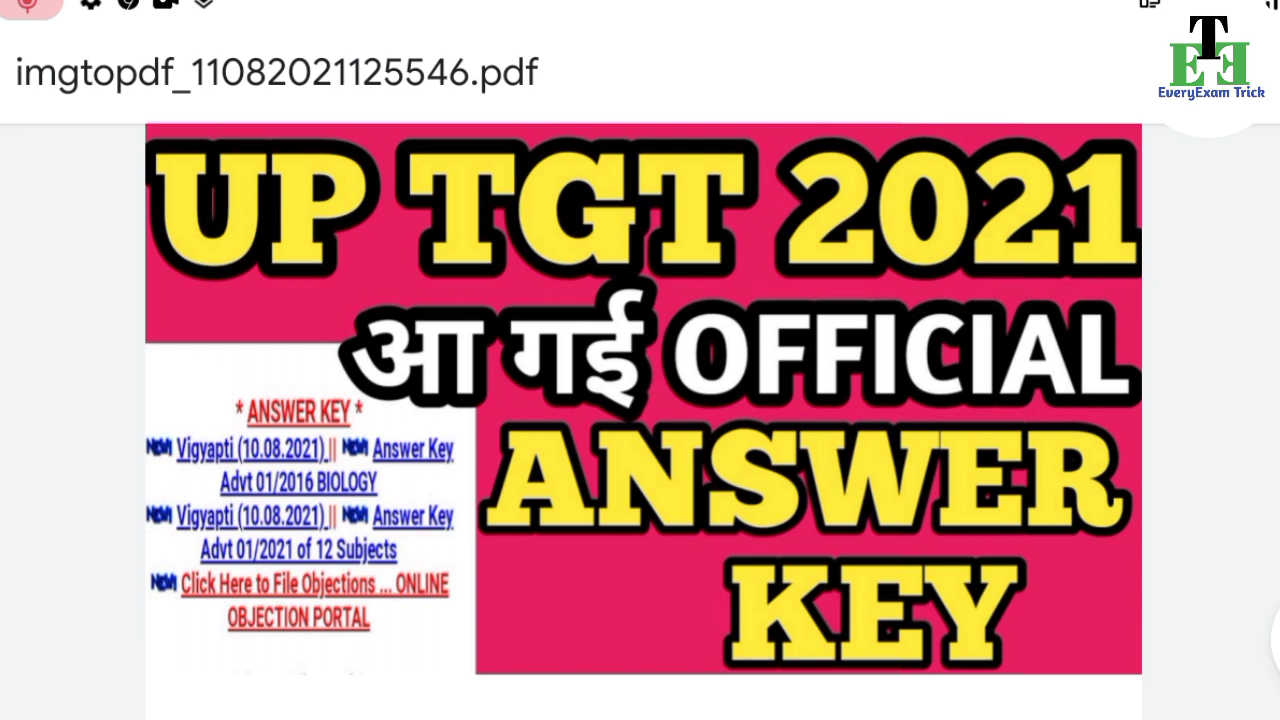 imgtopdf_11082021125546.pdf
TEE
EveryExam Trick
UP TGT 2021
आ गई OFFICIAL
ANSWER
KEY
* ANSWER KEY *
New Vigyapti (10.08.2021) || New Answer Key
Advt 01/2016 BIOLOGY
New Vigyapti (10.08.2021) || New Answer Key
Advt 01/2021 of 12 Subjects
New Click Here to File Objections ... ONLINE
OBJECTION PORTAL